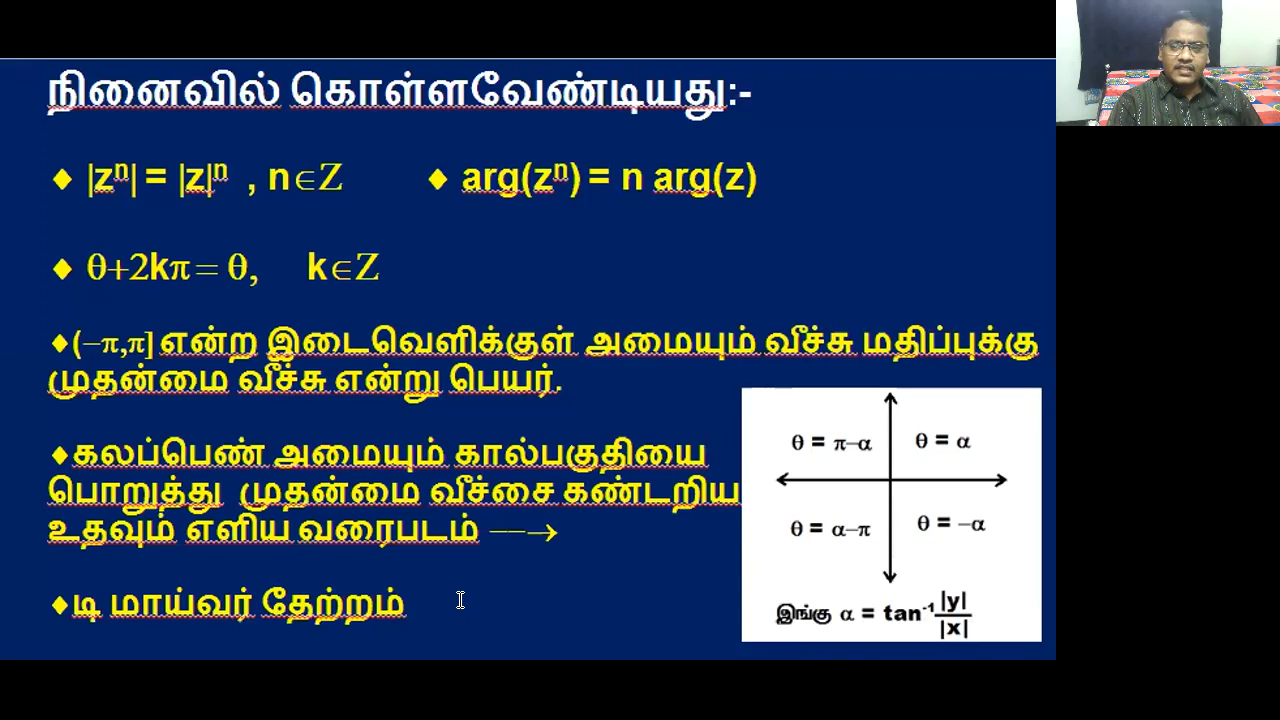 நினைவில் கொள்ளவேண்டியது:-
♦ |zⁿ| = |z|ⁿ , n∈Z ♦ arg(zⁿ) = n arg(z)
♦ θ+2kπ = θ, k∈Z
♦(−π,π] என்ற இடைவெளிக்குள் அமையும் வீச்சு மதிப்புக்கு
முதன்மை வீச்சு என்று பெயர்.
♦கலப்பெண் அமையும் கால்பகுதியை
பொறுத்து முதன்மை வீச்சை கண்டறிய
உதவும் எளிய வரைபடம் −−→
♦டி மாய்வர் தேற்றம்
θ = π−α θ = α
θ = α−π θ = −α
இங்கு α = tan⁻¹ |y|/|x|